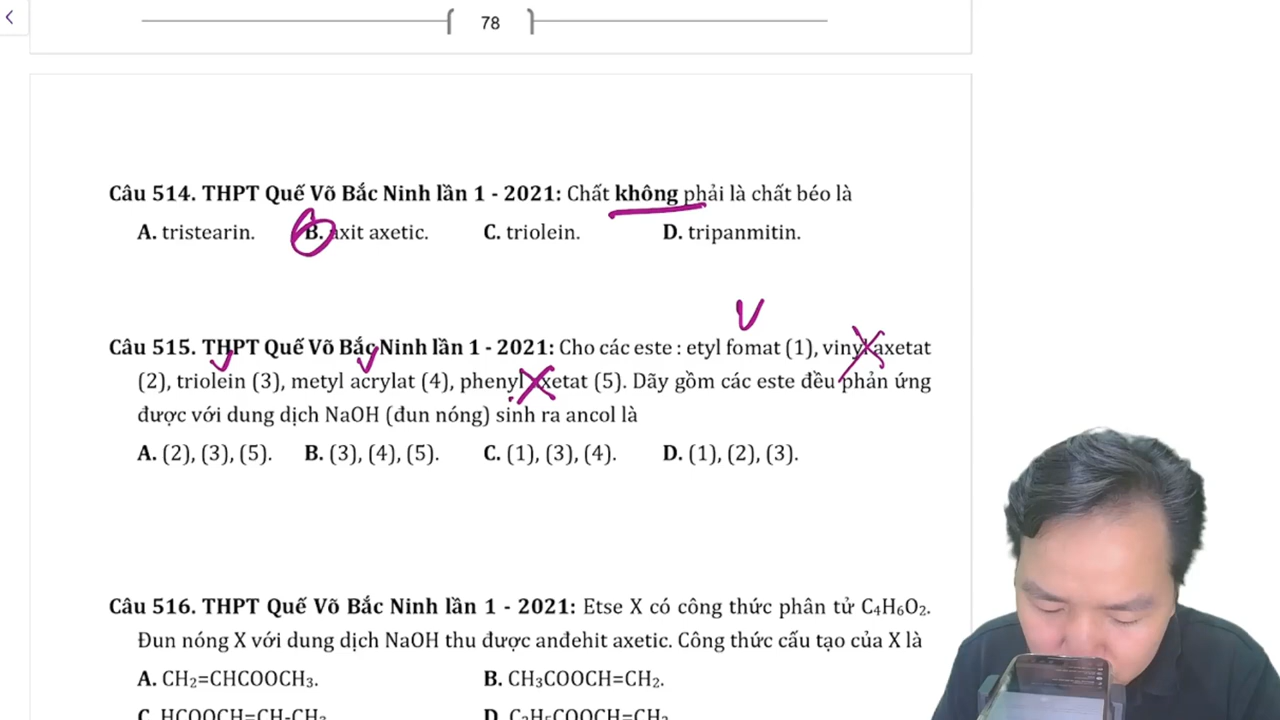 78
Câu 514. THPT Quế Võ Bắc Ninh lần 1 - 2021: Chất không phải là chất béo là
A. tristearin. B. axit axetic. C. triolein. D. tripanmitin.
Câu 515. THPT Quế Võ Bắc Ninh lần 1 - 2021: Cho các este : etyl fomat (1), vinyl axetat
(2), triolein (3), metyl acrylat (4), phenyl axetat (5). Dãy gồm các este đều phản ứng
được với dung dịch NaOH (đun nóng) sinh ra ancol là
A. (2), (3), (5). B. (3), (4), (5). C. (1), (3), (4). D. (1), (2), (3).
Câu 516. THPT Quế Võ Bắc Ninh lần 1 - 2021: Etse X có công thức phân tử C₄H₆O₂.
Đun nóng X với dung dịch NaOH thu được anđehit axetic. Công thức cấu tạo của X là
A. CH₂=CHCOOCH₃. B. CH₃COOCH=CH₂.
C. HCOOCH=CH-CH₃ D. C₂H₅COOCH=CH₂